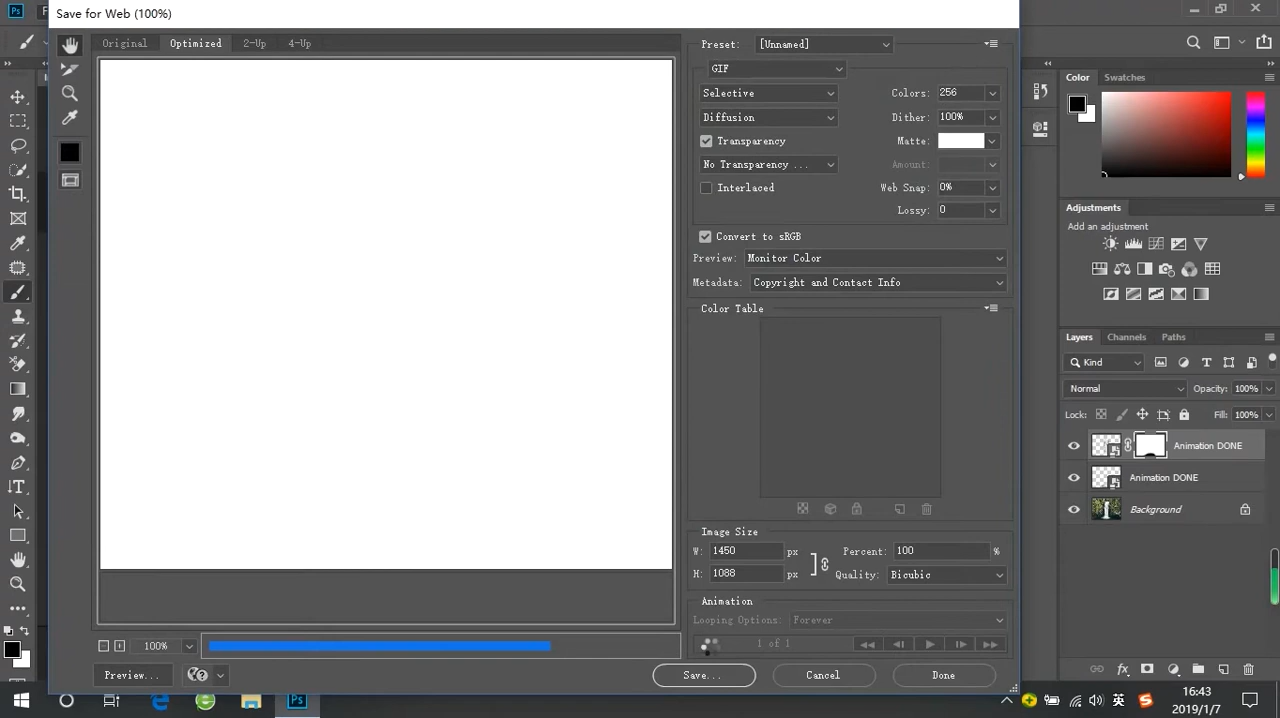 Ps
F
Save for Web (100%)
Original
Optimized
2-Up
4-Up
Preset: [Unnamed]
GIF
Selective
Colors: 256
Diffusion
Dither: 100%
Transparency
Matte:
No Transparency ...
Amount:
Interlaced
Web Snap: 0%
Lossy: 0
Convert to sRGB
Preview: Monitor Color
Metadata: Copyright and Contact Info
Color Table
Image Size
W: 1450 px
Percent: 100 %
H: 1088 px
Quality: Bicubic
Animation
Looping Options: Forever
1 of 1
100%
Preview...
Save...
Cancel
Done
Color
Swatches
Adjustments
Add an adjustment
Layers
Channels
Paths
Kind
Normal
Opacity: 100%
Lock:
Fill: 100%
Animation DONE
Animation DONE
Background
fx
Ps
英
16:43
2019/1/7